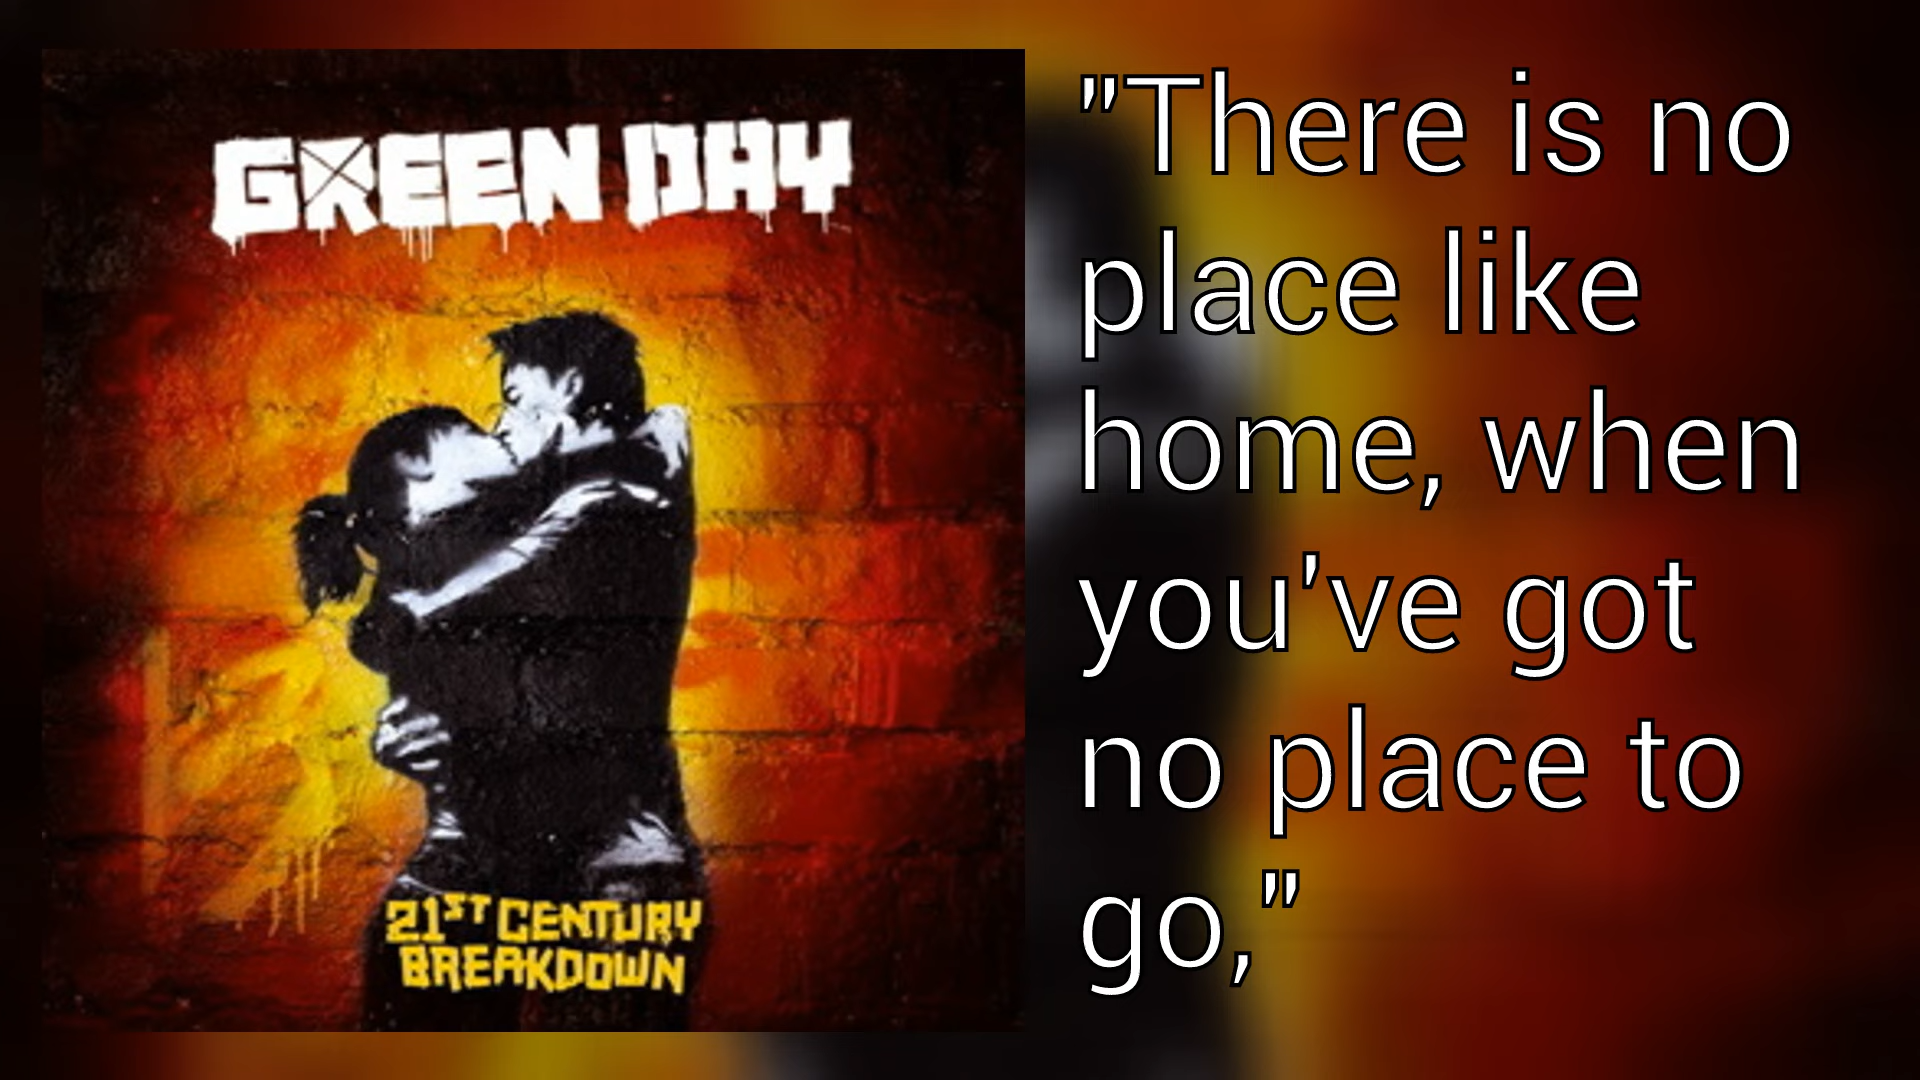 GREEN DAY
21ST CENTURY
BREAKDOWN
"There is no
place like
home, when
you've got
no place to
go,"